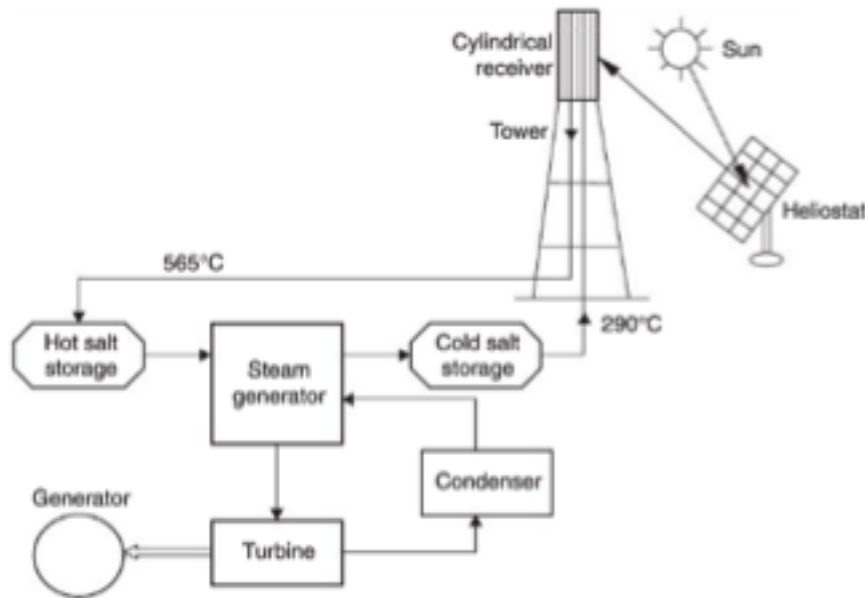 Cylindrical
receiver
Sun
Tower
Heliostat
565°C
290°C
Hot salt
storage
Steam
generator
Cold salt
storage
Condenser
Generator
Turbine